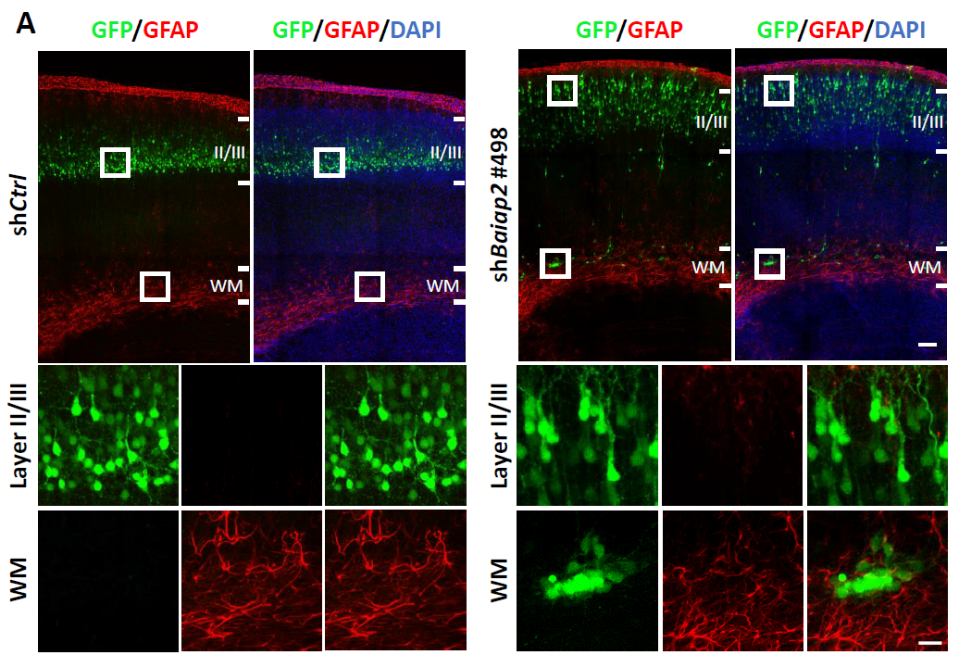 A
GFP/GFAP
GFP/GFAP/DAPI
GFP/GFAP
GFP/GFAP/DAPI
shCtrl
II/III
II/III
WM
WM
shBaiap2 #498
II/III
II/III
WM
WM
Layer II/III
Layer II/III
WM
WM